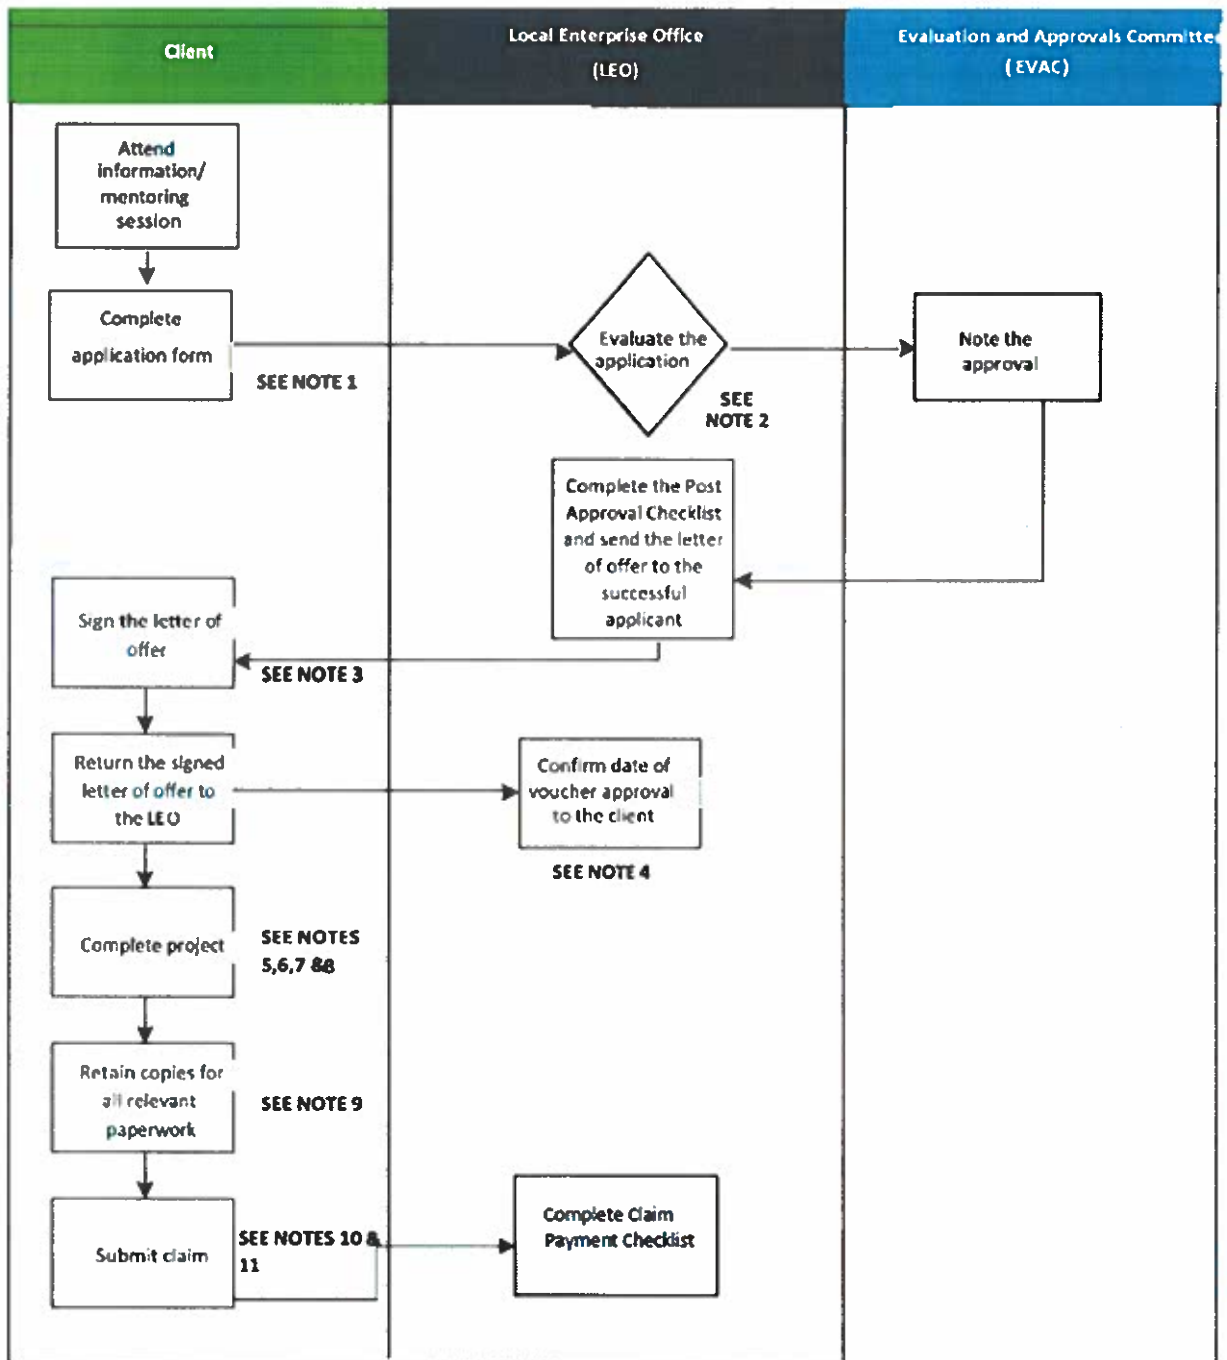 Client
Local Enterprise Office
(LEO)
Evaluation and Approvals Committe
(EVAC)
Attend
information/
mentoring
session
Complete
application form
SEE NOTE 1
Evaluate the
application
SEE
NOTE 2
Note the
approval
Complete the Post
Approval Checklist
and send the letter
of offer to the
successful
applicant
Sign the letter of
offer
SEE NOTE 3
Return the signed
letter of offer to
the LEO
Confirm date of
voucher approval
to the client
SEE NOTE 4
Complete project
SEE NOTES
5,6,7 &8
Retain copies for
all relevant
paperwork
SEE NOTE 9
Submit claim
SEE NOTES 10 &
11
Complete Claim
Payment Checklist